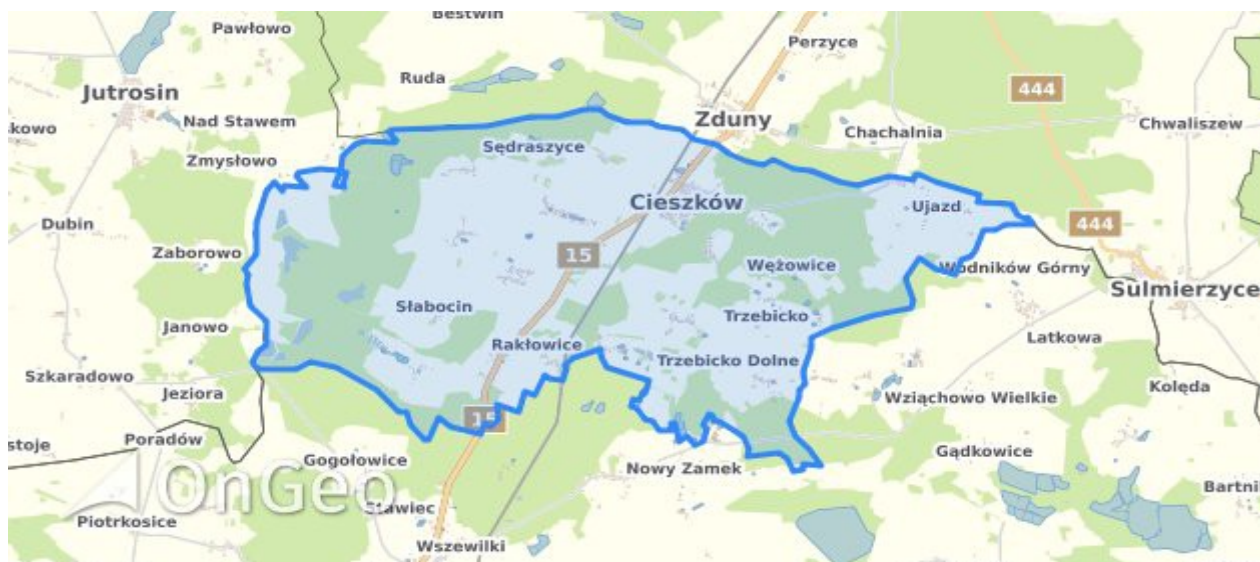 Bestwin
Pawłowo
Perzyce
Ruda
444
Jutrosin
Zduny
Nad Stawem
Chwaliszew
Chachalnia
skowo
Sędraszyce
Zmysłowo
Cieszków
Ujazd
Dubin
444
Zaborowo
15
Wężowice
Wodników Górny
Sulmierzyce
Słabocin
Trzebicko
Janowo
Rakłowice
Latkowa
Trzebicko Dolne
Szkaradowo
Kolęda
Jeziora
Wziąchowo Wielkie
15
stoje
Poradów
Gądkowice
Gogołowice
Nowy Zamek
OnGeo
Bartni
Stawiec
Piotrkosice
Wszewilki